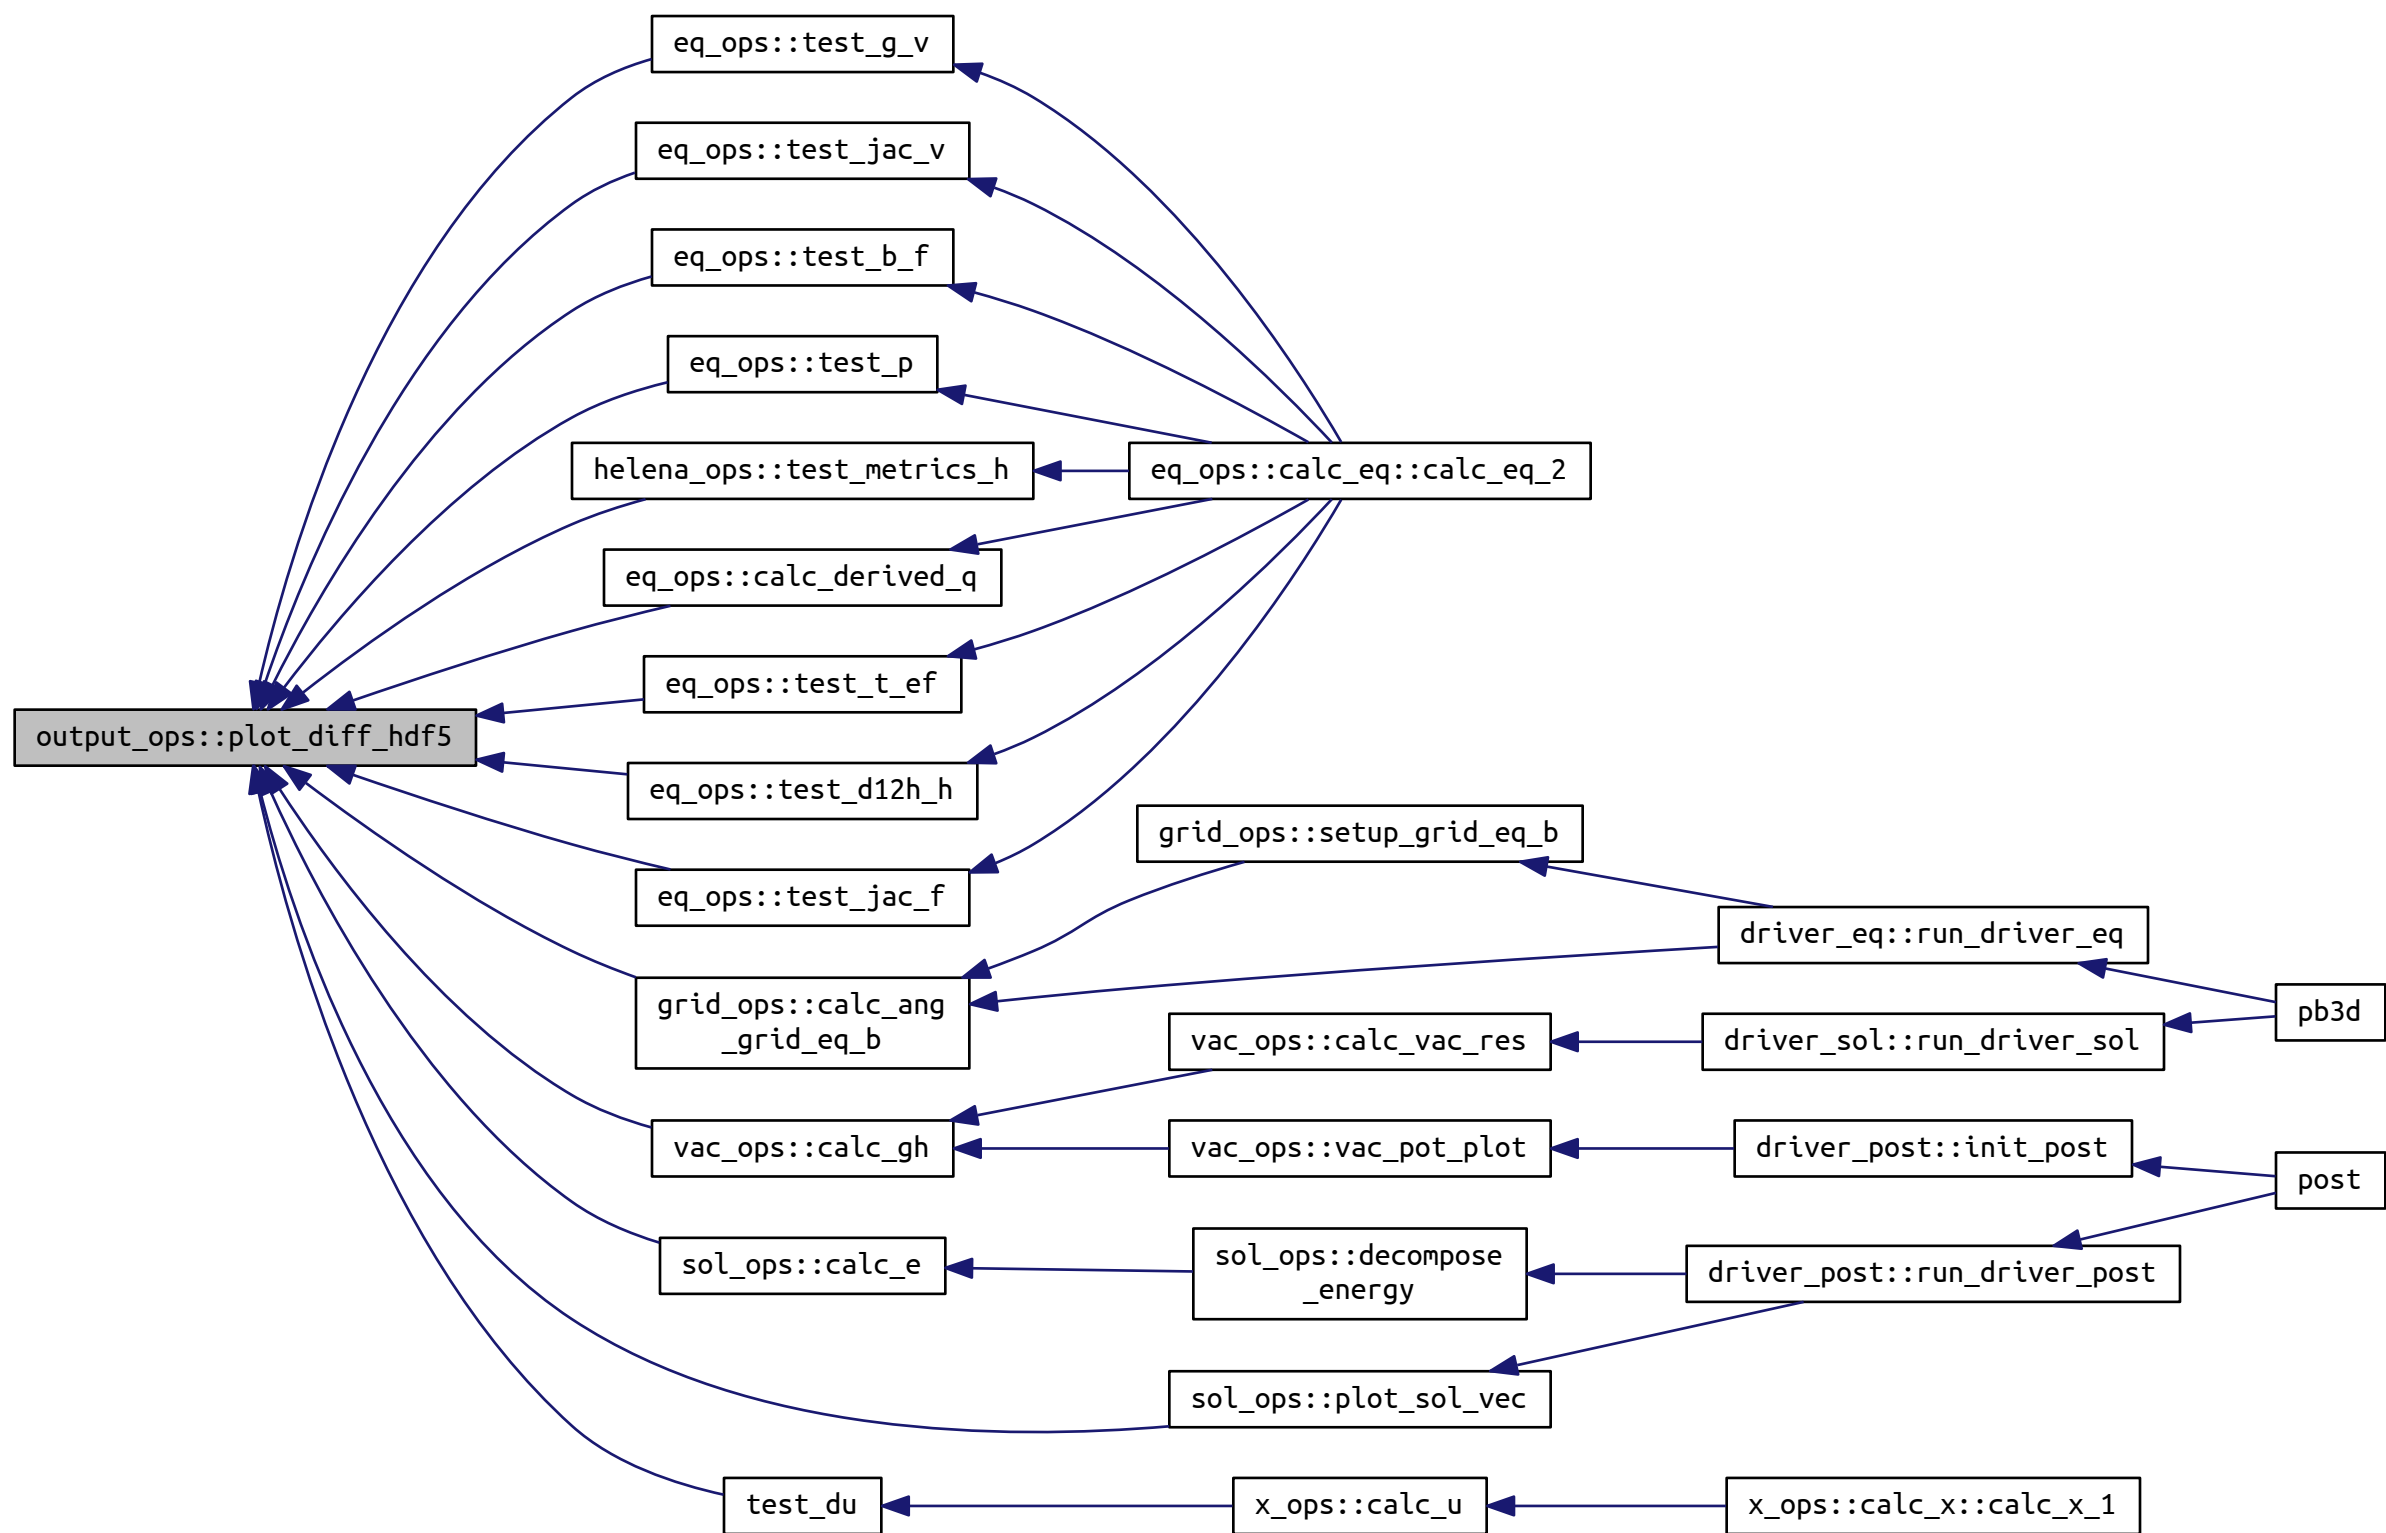 eq_ops::test_g_v
eq_ops::test_jac_v
eq_ops::test_b_f
eq_ops::test_p
helena_ops::test_metrics_h
eq_ops::calc_eq::calc_eq_2
eq_ops::calc_derived_q
eq_ops::test_t_ef
output_ops::plot_diff_hdf5
eq_ops::test_d12h_h
grid_ops::setup_grid_eq_b
eq_ops::test_jac_f
driver_eq::run_driver_eq
grid_ops::calc_ang
_grid_eq_b
pb3d
vac_ops::calc_vac_res
driver_sol::run_driver_sol
vac_ops::calc_gh
vac_ops::vac_pot_plot
driver_post::init_post
post
sol_ops::calc_e
sol_ops::decompose
_energy
driver_post::run_driver_post
sol_ops::plot_sol_vec
test_du
x_ops::calc_u
x_ops::calc_x::calc_x_1